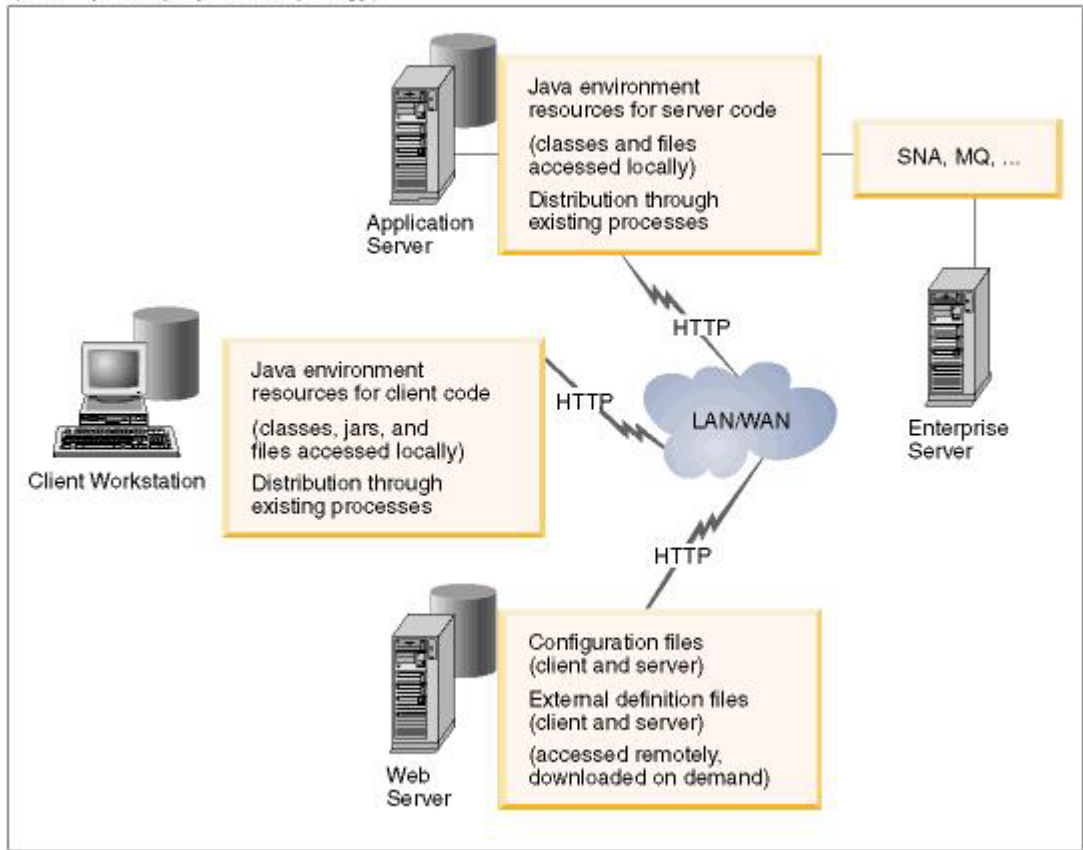 Java environment
resources for server code
(classes and files
accessed locally)
Distribution through
existing processes
SNA, MQ, ...
Application
Server
HTTP
Java environment
resources for client code
(classes, jars, and
files accessed locally)
Distribution through
existing processes
HTTP
LAN/WAN
Enterprise
Server
Client Workstation
HTTP
Configuration files
(client and server)
External definition files
(client and server)
(accessed remotely,
downloaded on demand)
Web
Server